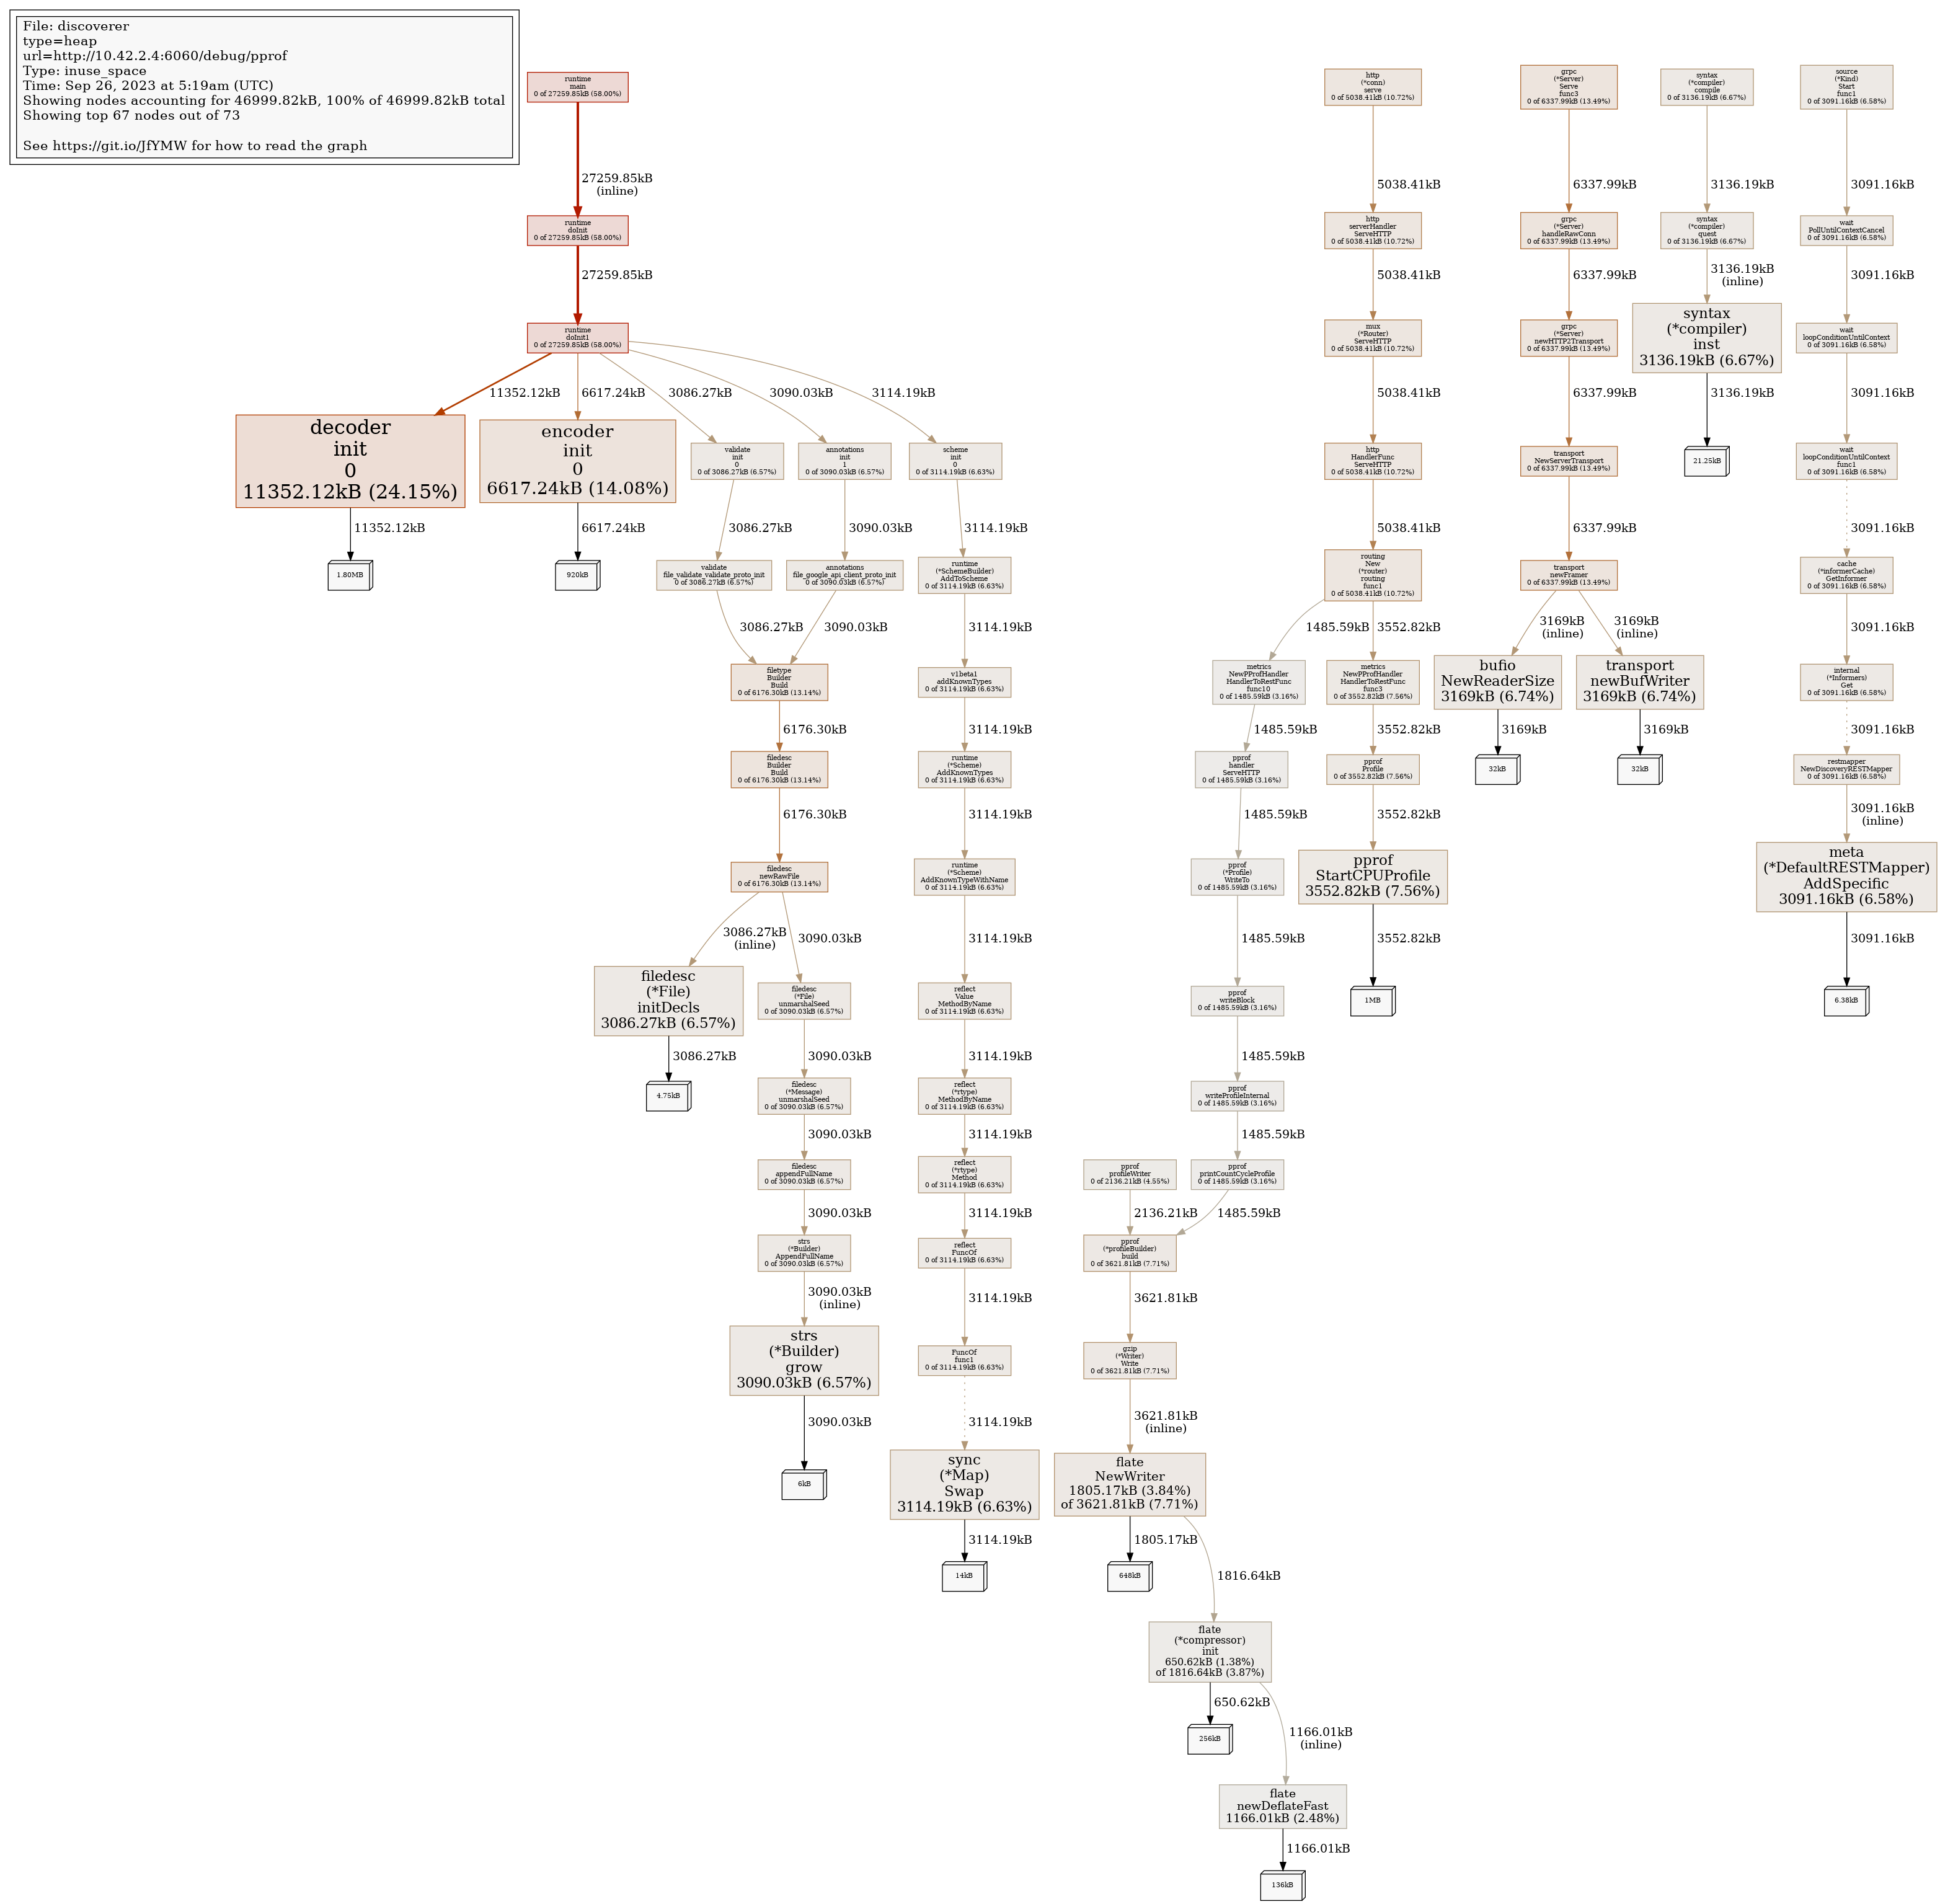 File: discoverer
type=heap
url=http://10.42.2.4:6060/debug/pprof
Type: inuse_space
Time: Sep 26, 2023 at 5:19am (UTC)
Showing nodes accounting for 46999.82kB, 100% of 46999.82kB total
Showing top 67 nodes out of 73
See https://git.io/JfYMW for how to read the graph
runtime
main
0 of 27259.85kB (58.00%)
27259.85kB
(inline)
runtime
doInit
0 of 27259.85kB (58.00%)
27259.85kB
runtime
doInit1
0 of 27259.85kB (58.00%)
11352.12kB
6617.24kB
3086.27kB
3090.03kB
3114.19kB
decoder
init
0
11352.12kB (24.15%)
11352.12kB
1.80MB
encoder
init
0
6617.24kB (14.08%)
6617.24kB
920kB
validate
init
0
0 of 3086.27kB (6.57%)
3086.27kB
validate
file_validate_validate_proto_init
0 of 3086.27kB (6.57%)
3086.27kB
annotations
init
1
0 of 3090.03kB (6.57%)
3090.03kB
annotations
file_google_api_client_proto_init
0 of 3090.03kB (6.57%)
3090.03kB
filetype
Builder
Build
0 of 6176.30kB (13.14%)
6176.30kB
filedesc
Builder
Build
0 of 6176.30kB (13.14%)
6176.30kB
filedesc
newRawFile
0 of 6176.30kB (13.14%)
3086.27kB
(inline)
3090.03kB
filedesc
(*File)
initDecls
3086.27kB (6.57%)
3086.27kB
4.75kB
filedesc
(*File)
unmarshalSeed
0 of 3090.03kB (6.57%)
3090.03kB
filedesc
(*Message)
unmarshalSeed
0 of 3090.03kB (6.57%)
3090.03kB
filedesc
appendFullName
0 of 3090.03kB (6.57%)
3090.03kB
strs
(*Builder)
AppendFullName
0 of 3090.03kB (6.57%)
3090.03kB
(inline)
strs
(*Builder)
grow
3090.03kB (6.57%)
3090.03kB
6kB
scheme
init
0
0 of 3114.19kB (6.63%)
3114.19kB
runtime
(*SchemeBuilder)
AddToScheme
0 of 3114.19kB (6.63%)
3114.19kB
v1beta1
addKnownTypes
0 of 3114.19kB (6.63%)
3114.19kB
runtime
(*Scheme)
AddKnownTypes
0 of 3114.19kB (6.63%)
3114.19kB
runtime
(*Scheme)
AddKnownTypeWithName
0 of 3114.19kB (6.63%)
3114.19kB
reflect
Value
MethodByName
0 of 3114.19kB (6.63%)
3114.19kB
reflect
(*rtype)
MethodByName
0 of 3114.19kB (6.63%)
3114.19kB
reflect
(*rtype)
Method
0 of 3114.19kB (6.63%)
3114.19kB
reflect
FuncOf
0 of 3114.19kB (6.63%)
3114.19kB
FuncOf
func1
0 of 3114.19kB (6.63%)
3114.19kB
sync
(*Map)
Swap
3114.19kB (6.63%)
3114.19kB
14kB
http
(*conn)
serve
0 of 5038.41kB (10.72%)
5038.41kB
http
serverHandler
ServeHTTP
0 of 5038.41kB (10.72%)
5038.41kB
mux
(*Router)
ServeHTTP
0 of 5038.41kB (10.72%)
5038.41kB
http
HandlerFunc
ServeHTTP
0 of 5038.41kB (10.72%)
5038.41kB
routing
New
(*router)
routing
func1
0 of 5038.41kB (10.72%)
1485.59kB
3552.82kB
metrics
NewPProfHandler
HandlerToRestFunc
func10
0 of 1485.59kB (3.16%)
1485.59kB
pprof
handler
ServeHTTP
0 of 1485.59kB (3.16%)
1485.59kB
pprof
(*Profile)
WriteTo
0 of 1485.59kB (3.16%)
1485.59kB
pprof
writeBlock
0 of 1485.59kB (3.16%)
1485.59kB
pprof
writeProfileInternal
0 of 1485.59kB (3.16%)
1485.59kB
pprof
printCountCycleProfile
0 of 1485.59kB (3.16%)
1485.59kB
pprof
profileWriter
0 of 2136.21kB (4.55%)
2136.21kB
pprof
(*profileBuilder)
build
0 of 3621.81kB (7.71%)
3621.81kB
gzip
(*Writer)
Write
0 of 3621.81kB (7.71%)
3621.81kB
(inline)
flate
NewWriter
1805.17kB (3.84%)
of 3621.81kB (7.71%)
1805.17kB
648kB
1816.64kB
flate
(*compressor)
init
650.62kB (1.38%)
of 1816.64kB (3.87%)
650.62kB
256kB
1166.01kB
(inline)
flate
newDeflateFast
1166.01kB (2.48%)
1166.01kB
136kB
metrics
NewPProfHandler
HandlerToRestFunc
func3
0 of 3552.82kB (7.56%)
3552.82kB
pprof
Profile
0 of 3552.82kB (7.56%)
3552.82kB
pprof
StartCPUProfile
3552.82kB (7.56%)
3552.82kB
1MB
grpc
(*Server)
Serve
func3
0 of 6337.99kB (13.49%)
6337.99kB
grpc
(*Server)
handleRawConn
0 of 6337.99kB (13.49%)
6337.99kB
grpc
(*Server)
newHTTP2Transport
0 of 6337.99kB (13.49%)
6337.99kB
transport
NewServerTransport
0 of 6337.99kB (13.49%)
6337.99kB
transport
newFramer
0 of 6337.99kB (13.49%)
3169kB
(inline)
3169kB
(inline)
bufio
NewReaderSize
3169kB (6.74%)
3169kB
32kB
transport
newBufWriter
3169kB (6.74%)
3169kB
32kB
syntax
(*compiler)
compile
0 of 3136.19kB (6.67%)
3136.19kB
syntax
(*compiler)
quest
0 of 3136.19kB (6.67%)
3136.19kB
(inline)
syntax
(*compiler)
inst
3136.19kB (6.67%)
3136.19kB
21.25kB
source
(*Kind)
Start
func1
0 of 3091.16kB (6.58%)
3091.16kB
wait
PollUntilContextCancel
0 of 3091.16kB (6.58%)
3091.16kB
wait
loopConditionUntilContext
0 of 3091.16kB (6.58%)
3091.16kB
wait
loopConditionUntilContext
func1
0 of 3091.16kB (6.58%)
3091.16kB
cache
(*informerCache)
GetInformer
0 of 3091.16kB (6.58%)
3091.16kB
internal
(*Informers)
Get
0 of 3091.16kB (6.58%)
3091.16kB
restmapper
NewDiscoveryRESTMapper
0 of 3091.16kB (6.58%)
3091.16kB
(inline)
meta
(*DefaultRESTMapper)
AddSpecific
3091.16kB (6.58%)
3091.16kB
6.38kB